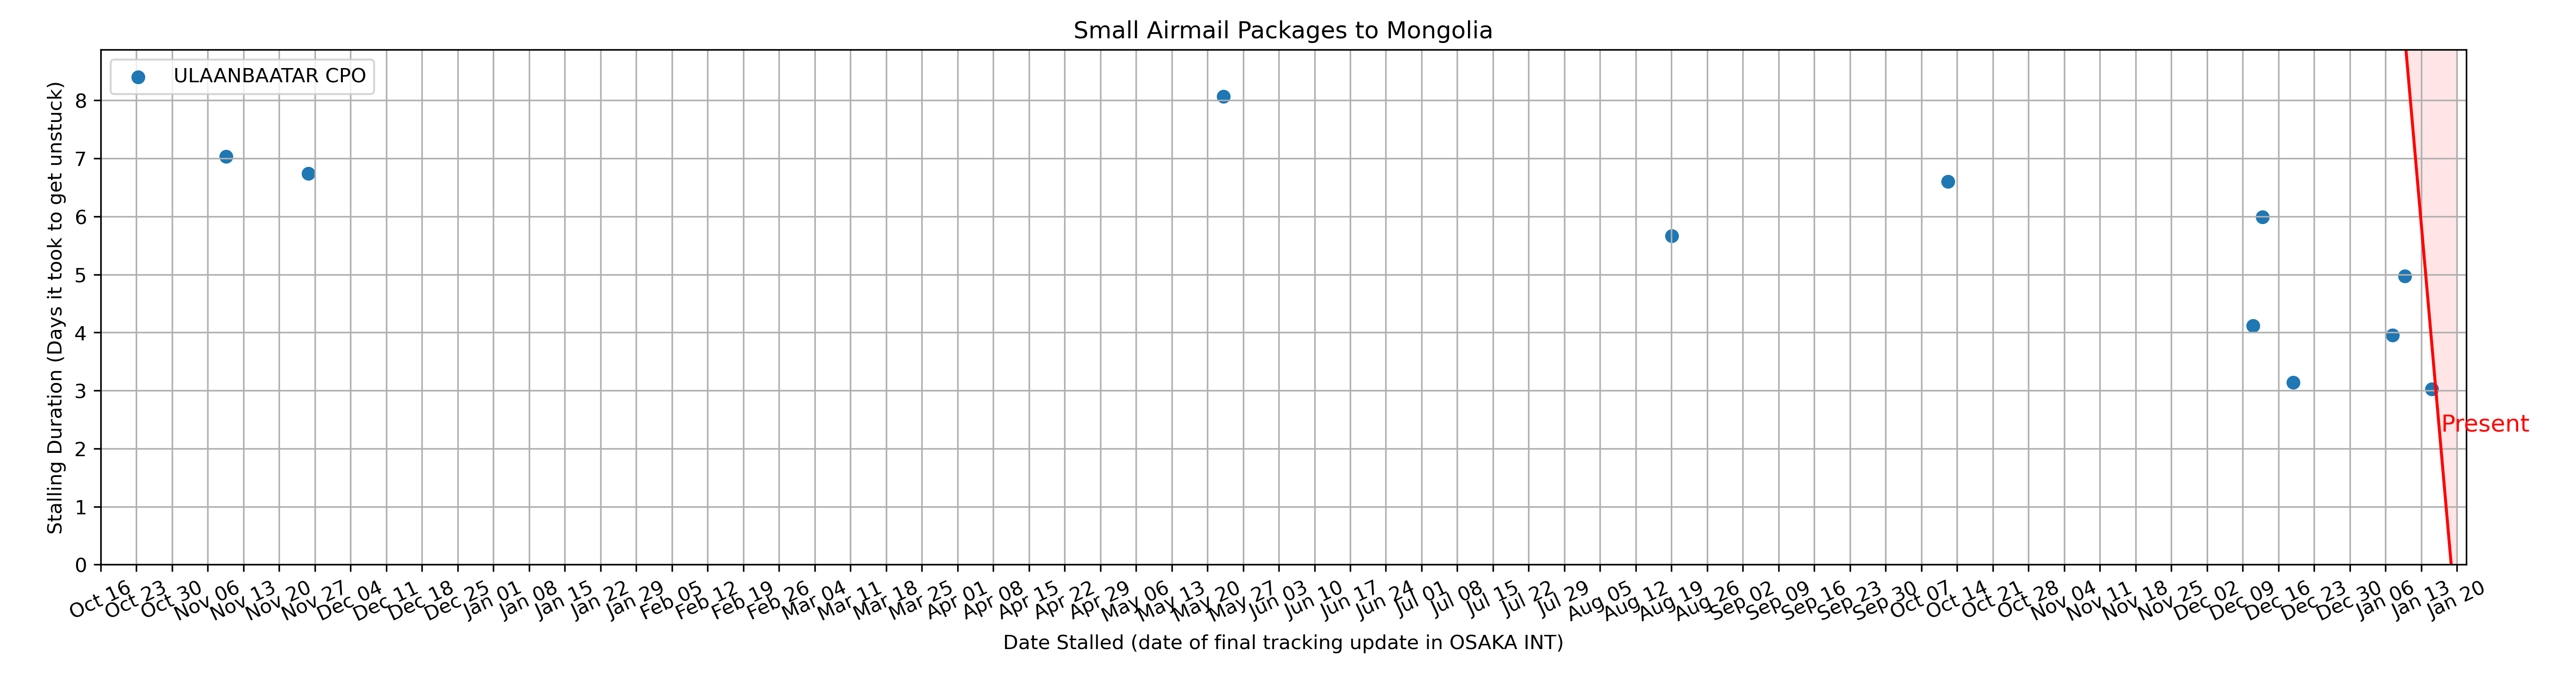 Small Airmail Packages to Mongolia
ULAANBAATAR CPO
Stalling Duration (Days it took to get unstuck)
8
7
6
5
4
3
2
1
0
Present
Oct 16
Oct 23
Oct 30
Nov 06
Nov 13
Nov 20
Nov 27
Dec 04
Dec 11
Dec 18
Dec 25
Jan 01
Jan 08
Jan 15
Jan 22
Jan 29
Feb 05
Feb 12
Feb 19
Feb 26
Mar 04
Mar 11
Mar 18
Mar 25
Apr 01
Apr 08
Apr 15
Apr 22
Apr 29
May 06
May 13
May 20
May 27
Jun 03
Jun 10
Jun 17
Jun 24
Jul 01
Jul 08
Jul 15
Jul 22
Jul 29
Aug 05
Aug 12
Aug 19
Aug 26
Sep 02
Sep 09
Sep 16
Sep 23
Sep 30
Oct 07
Oct 14
Oct 21
Oct 28
Nov 04
Nov 11
Nov 18
Nov 25
Dec 02
Dec 09
Dec 16
Dec 23
Dec 30
Jan 06
Jan 13
Jan 20
Date Stalled (date of final tracking update in OSAKA INT)